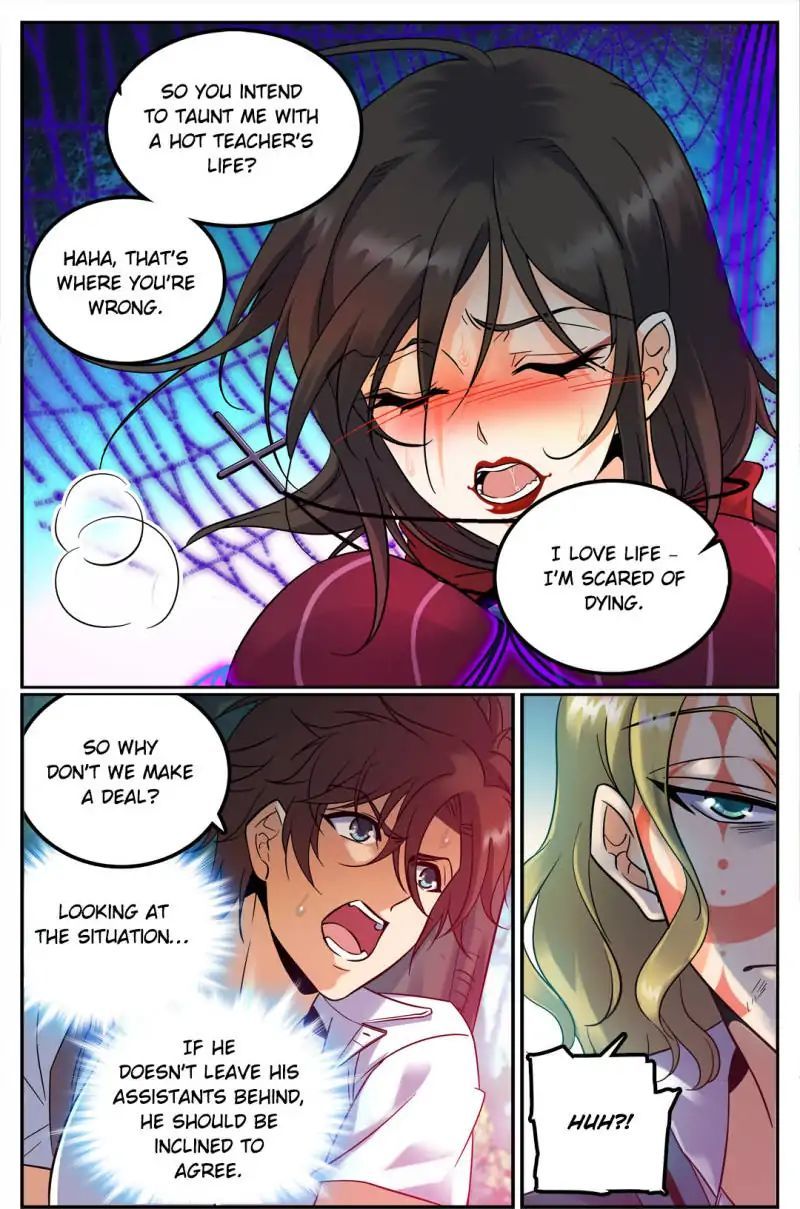 SO YOU INTEND
TO TAUNT ME WITH
A HOT TEACHER'S
LIFE?
HAHA, THAT'S
WHERE YOU'RE
WRONG.
I LOVE LIFE –
I'M SCARED OF
DYING.
SO WHY
DON'T WE MAKE
A DEAL?
LOOKING AT
THE SITUATION...
IF HE
DOESN'T LEAVE HIS
ASSISTANTS BEHIND,
HE SHOULD BE
INCLINED TO
AGREE.
HUH?!